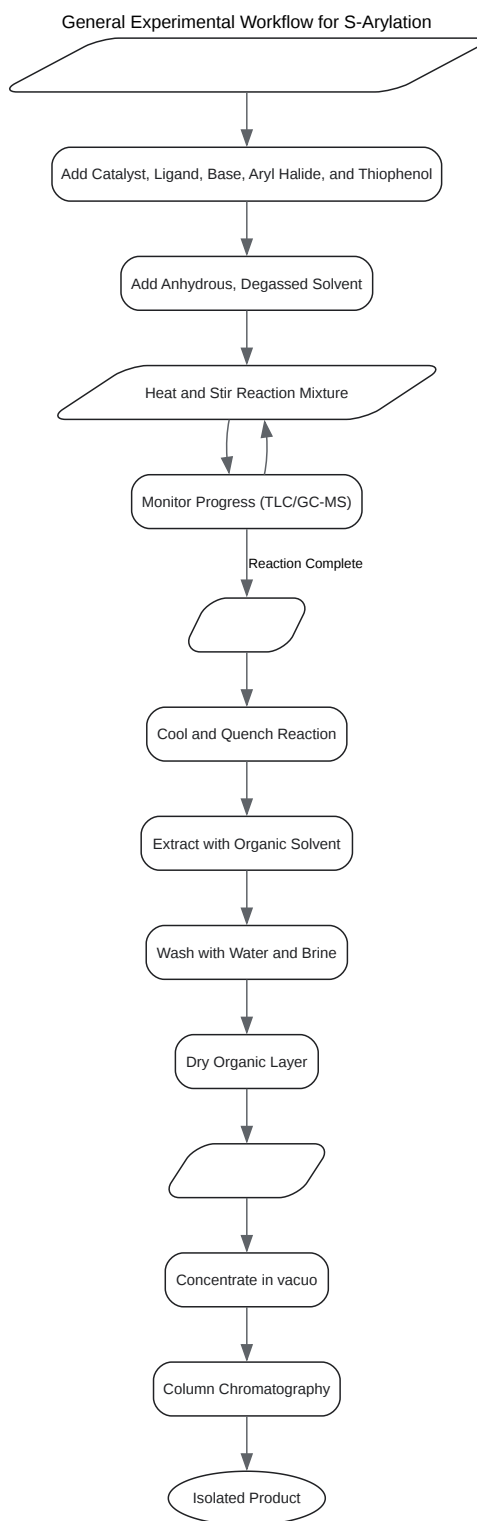 General Experimental Workflow for S-Arylation
Add Catalyst, Ligand, Base, Aryl Halide, and Thiophenol
Add Anhydrous, Degassed Solvent
Heat and Stir Reaction Mixture
Monitor Progress (TLC/GC-MS)
Reaction Complete
Cool and Quench Reaction
Extract with Organic Solvent
Wash with Water and Brine
Dry Organic Layer
Concentrate in vacuo
Column Chromatography
Isolated Product